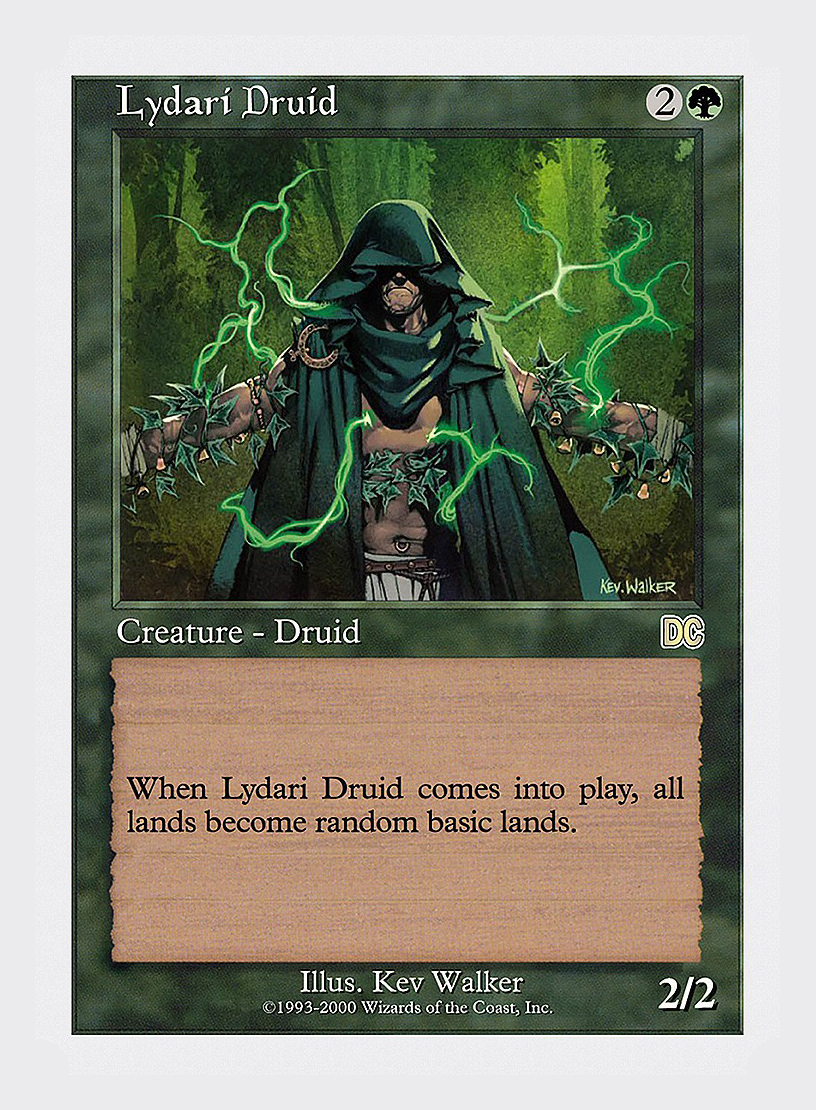 Lydari Druid
2
Kev. Walker
Creature - Druid
DC
When Lydari Druid comes into play, all
lands become random basic lands.
Illus. Kev Walker
©1993-2000 Wizards of the Coast, Inc.
2/2